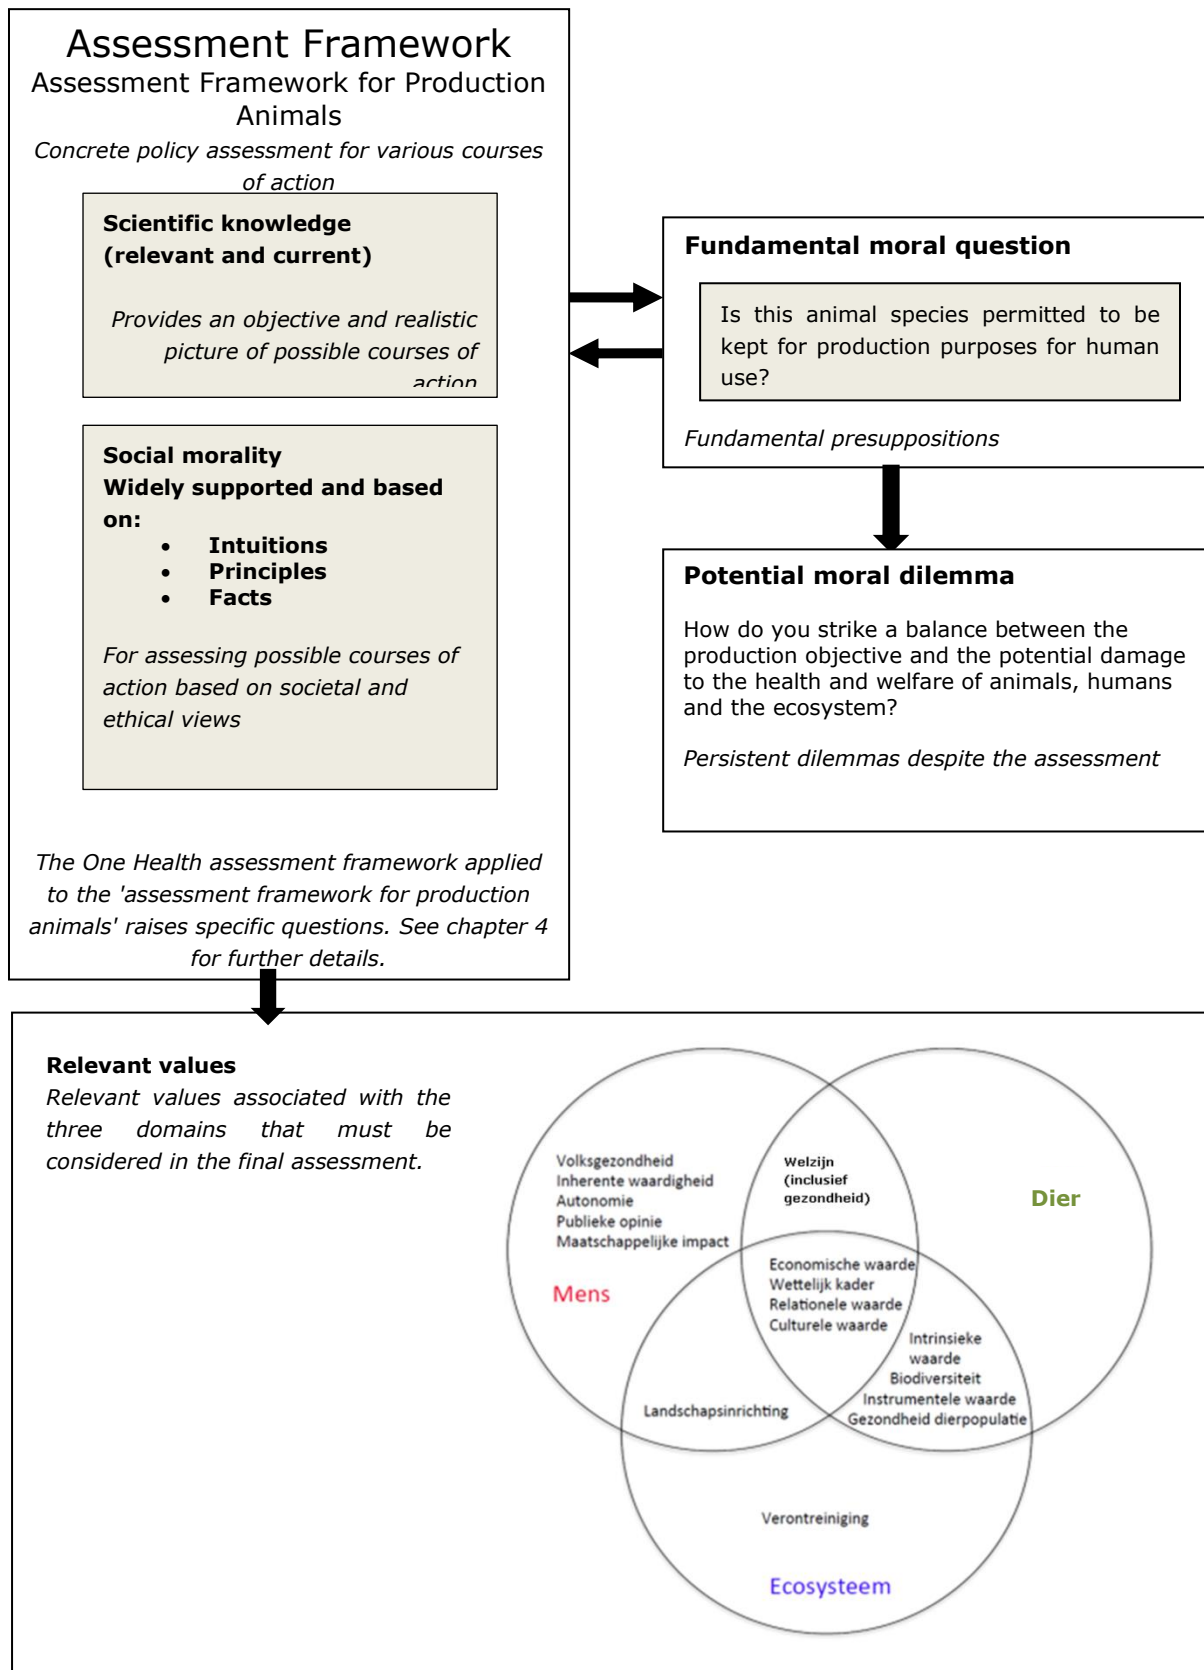 Assessment Framework
Assessment Framework for Production
Animals
Concrete policy assessment for various courses
of action
Scientific knowledge
(relevant and current)
Provides an objective and realistic
picture of possible courses of
action
Social morality
Widely supported and based
on:
• Intuitions
• Principles
• Facts
For assessing possible courses of
action based on societal and
ethical views
The One Health assessment framework applied
to the 'assessment framework for production
animals' raises specific questions. See chapter 4
for further details.
Fundamental moral question
Is this animal species permitted to be
kept for production purposes for human
use?
Fundamental presuppositions
Potential moral dilemma
How do you strike a balance between the
production objective and the potential damage
to the health and welfare of animals, humans
and the ecosystem?
Persistent dilemmas despite the assessment
Relevant values
Relevant values associated with the
three domains that must be
considered in the final assessment.
Volksgezondheid
Inherente waardigheid
Autonomie
Publieke opinie
Maatschappelijke impact
Mens
Welzijn
(inclusief
gezondheid)
Dier
Economische waarde
Wettelijk kader
Relationele waarde
Culturele waarde
Intrinsieke
waarde
Biodiversiteit
Instrumentele waarde
Gezondheid dierpopulatie
Landschapsinrichting
Verontreiniging
Ecosysteem